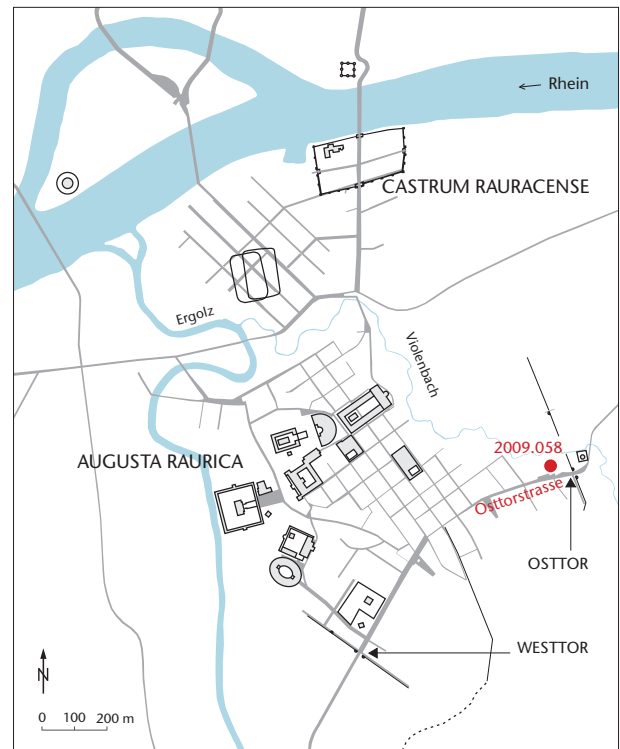 ← Rhein
CASTRUM RAURACENSE
Ergolz
Violenbach
2009.058
AUGUSTA RAURICA
Osttorstrasse
OSTTOR
WESTTOR
N
0 100 200 m